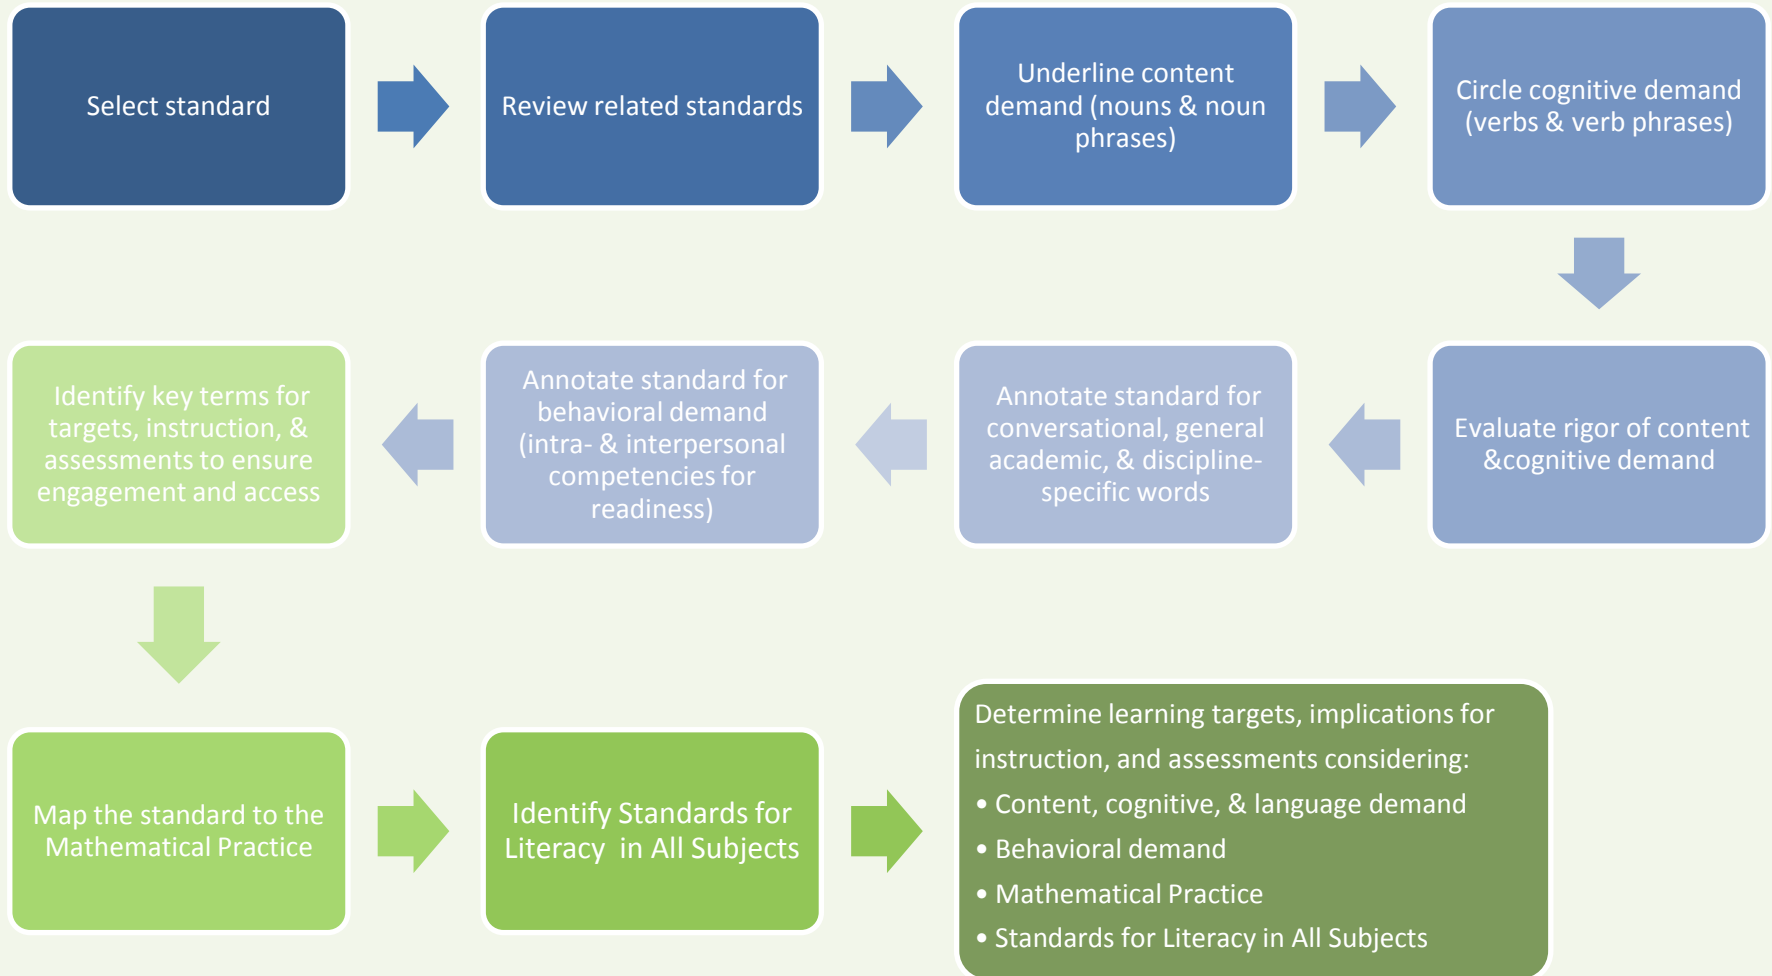 Select standard
Review related standards
Underline content
demand (nouns & noun
phrases)
Circle cognitive demand
(verbs & verb phrases)
Evaluate rigor of content
&cognitive demand
Annotate standard for
conversational, general
academic, & discipline-
specific words
Annotate standard for
behavioral demand
(intra- & interpersonal
competencies for
readiness)
Identify key terms for
targets, instruction, &
assessments to ensure
engagement and access
Map the standard to the
Mathematical Practice
Identify Standards for
Literacy in All Subjects
Determine learning targets, implications for
instruction, and assessments considering:
• Content, cognitive, & language demand
• Behavioral demand
• Mathematical Practice
• Standards for Literacy in All Subjects